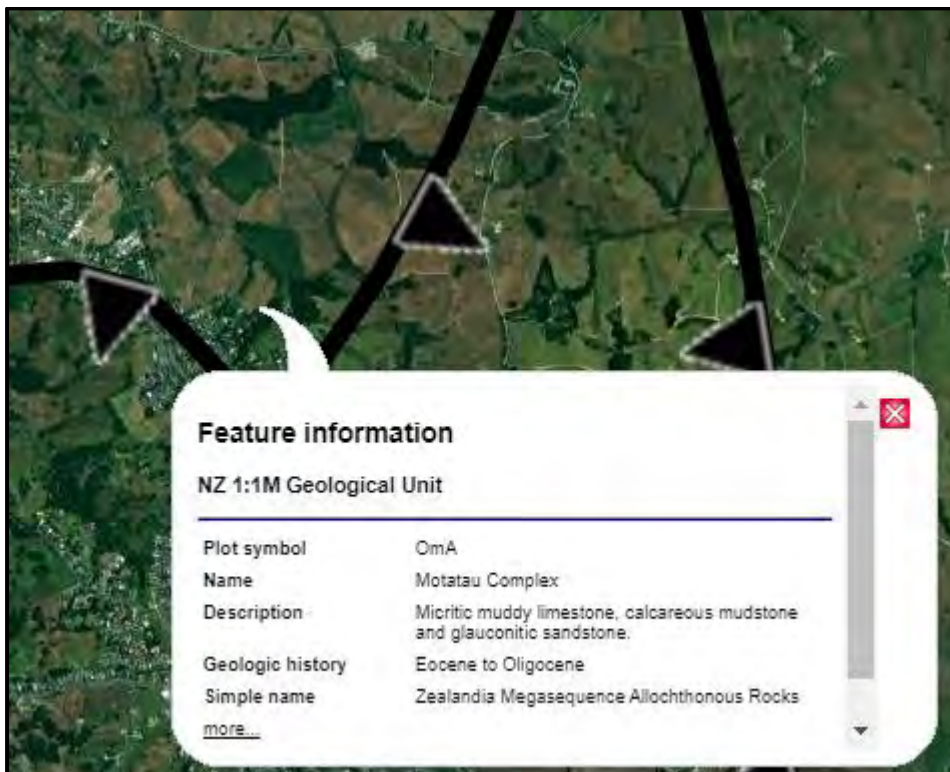 Feature information
NZ 1:1M Geological Unit
Plot symbol OmA
Name Motatau Complex
Description Micritic muddy limestone, calcareous mudstone
and glauconitic sandstone.
Geologic history Eocene to Oligocene
Simple name Zealandia Megasequence Allochthonous Rocks
more...